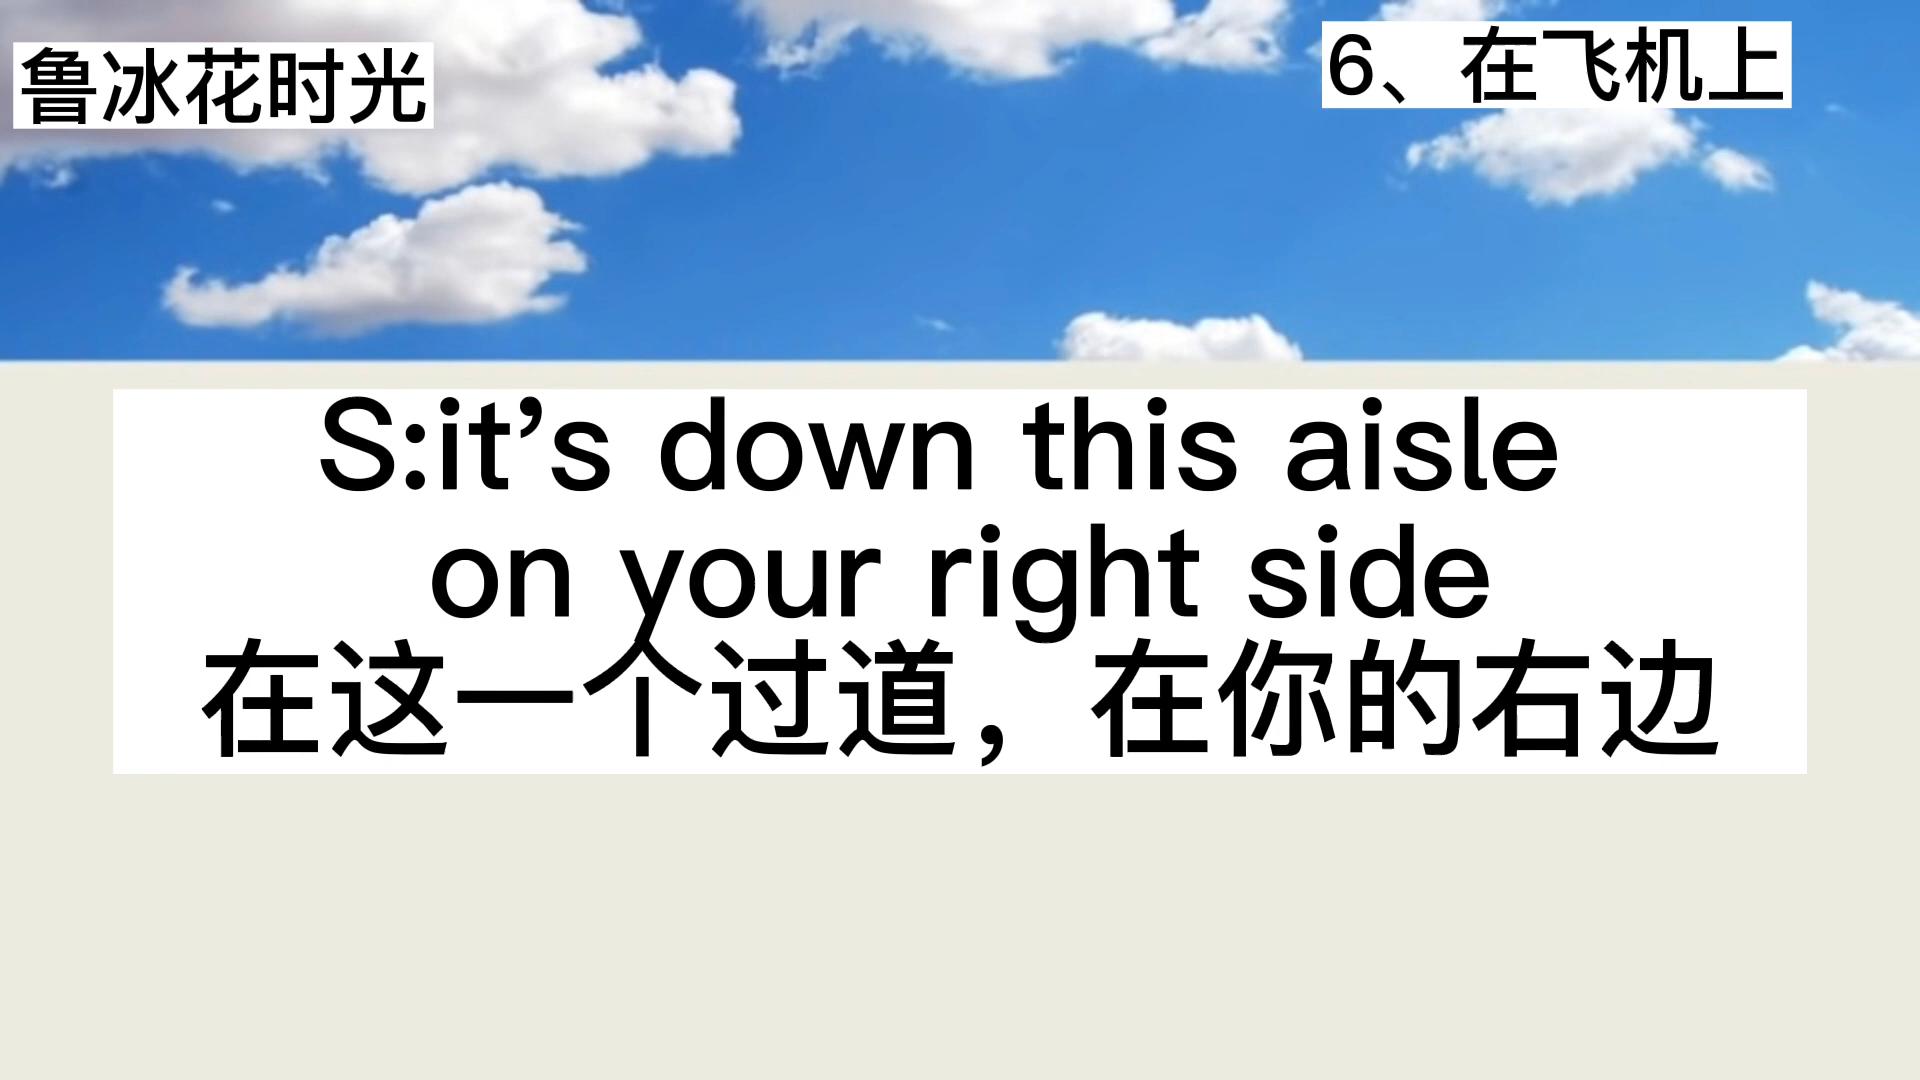 鲁冰花时光
6、在飞机上
S:it’s down this aisle
on your right side
在这一个过道，在你的右边